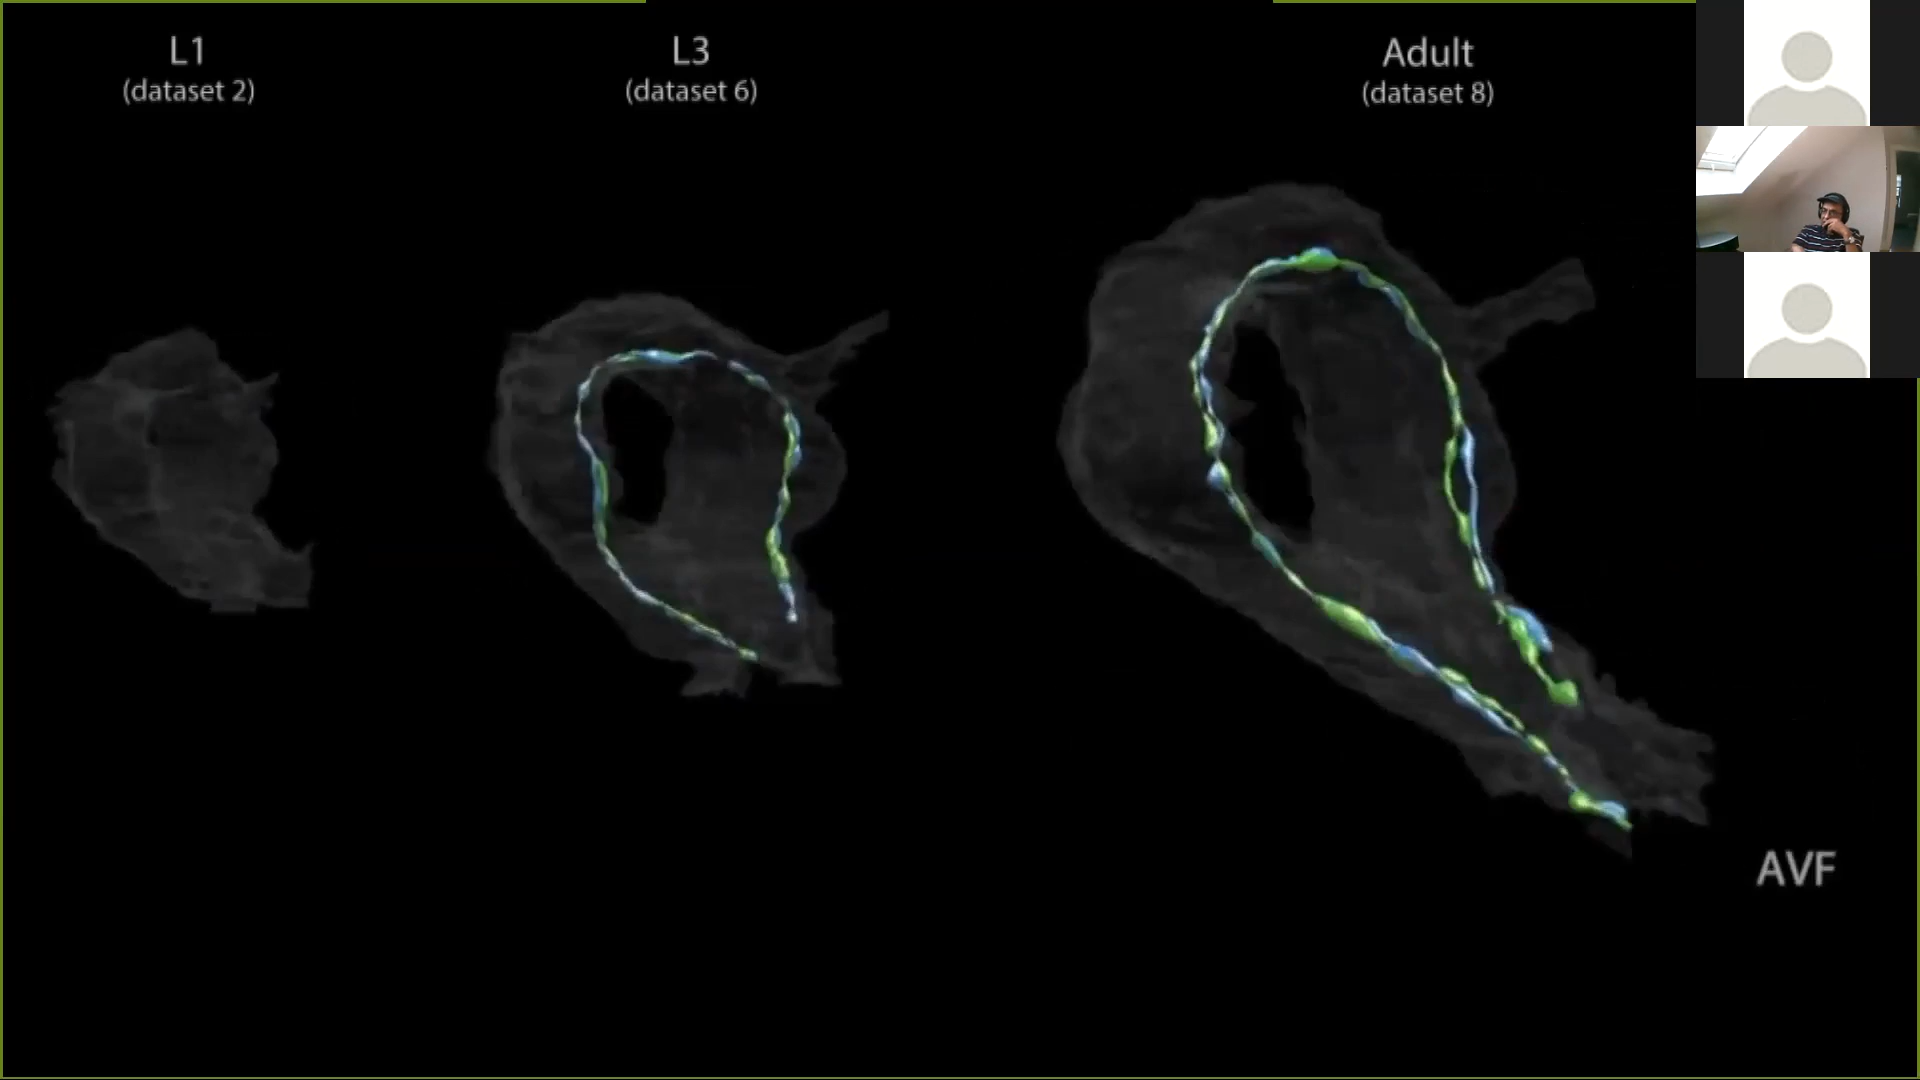 L1
(dataset 2)
L3
(dataset 6)
Adult
(dataset 8)
AVF